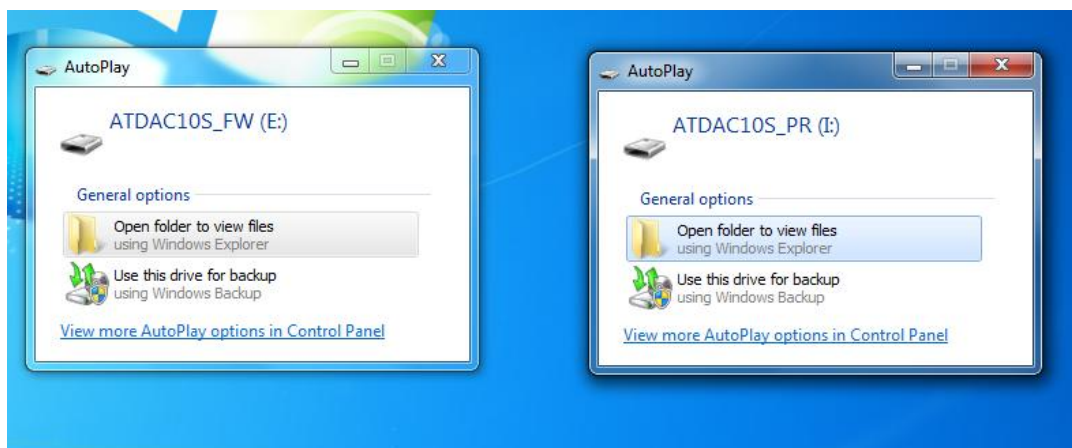 AutoPlay
ATDAC10S_FW (E:)
General options
Open folder to view files
using Windows Explorer
Use this drive for backup
using Windows Backup
View more AutoPlay options in Control Panel
AutoPlay
ATDAC10S_PR (I:)
General options
Open folder to view files
using Windows Explorer
Use this drive for backup
using Windows Backup
View more AutoPlay options in Control Panel